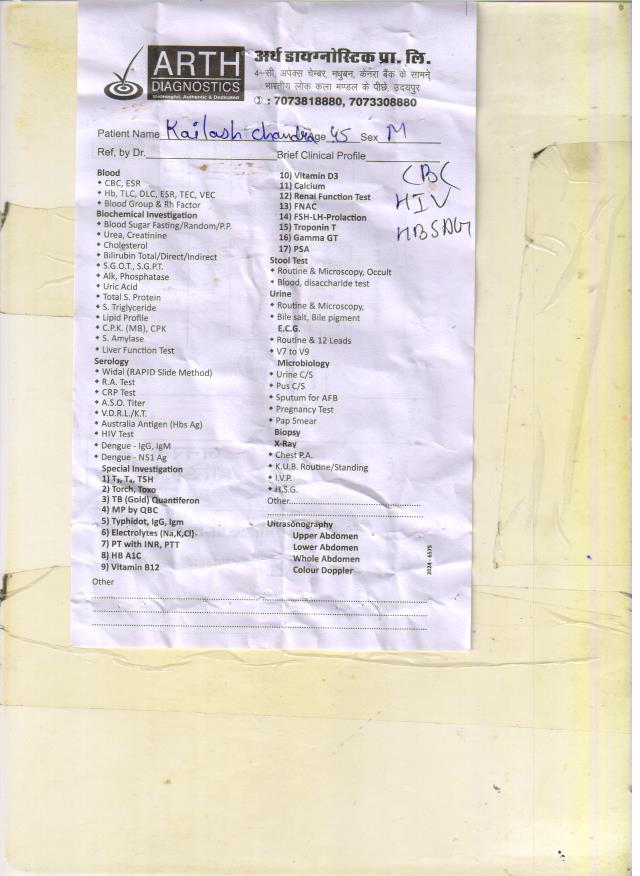 ARTH
DIAGNOSTICS
Meaningful, Authentic & Dedicated
अर्थ डायग्नोस्टिक प्रा. लि.
4–सी, अपेक्स चेम्बर, मधुबन, केनरा बैंक के सामने
भारतीय लोक कला मण्डल के पीछे, उदयपुर
✆ : 7073818880, 7073308880
Patient Name Kailash Chandra Age 45 Sex M
Ref, by Dr. Brief Clinical Profile
CBC
HIV
HBSAG
Blood
• CBC, ESR
• Hb, TLC, DLC, ESR, TEC, VEC
• Blood Group & Rh Factor
Biochemical Investigation
• Blood Sugar Fasting/Random/P.P.
• Urea, Creatinine
• Cholesterol
• Bilirubin Total/Direct/Indirect
• S.G.O.T., S.G.P.T.
• Alk, Phosphatase
• Uric Acid
• Total S. Protein
• S. Triglyceride
• Lipid Profile
• C.P.K. (MB), CPK
• S. Amylase
• Liver Function Test
Serology
• Widal (RAPID Slide Method)
• R.A. Test
• CRP Test
• A.S.O. Titer
• V.D.R.L./K.T.
• Australia Antigen (Hbs Ag)
• HIV Test
• Dengue - IgG, IgM
• Dengue - NS1 Ag
Special Investigation
1) T₃, T₄, TSH
2) Torch, Toxo
3) TB (Gold) Quantiferon
4) MP by QBC
5) Typhidot, IgG, Igm
6) Electrolytes (Na,K,Cl)
7) PT with INR, PTT
8) HB A1C
9) Vitamin B12
10) Vitamin D3
11) Calcium
12) Renal Function Test
13) FNAC
14) FSH-LH-Prolaction
15) Troponin T
16) Gamma GT
17) PSA
Stool Test
• Routine & Microscopy, Occult
• Blood, disaccharide test
Urine
• Routine & Microscopy,
• Bile salt, Bile pigment
E.C.G.
• Routine & 12 Leads
• V7 to V9
Microbiology
• Urine C/S
• Pus C/S
• Sputum for AFB
• Pregnancy Test
• Pap Smear
Biopsy
X-Ray
• Chest P.A.
• K.U.B. Routine/Standing
• I.V.P.
• H.S.G.
Other
Ultrasonography
Upper Abdomen
Lower Abdomen
Whole Abdomen
Colour Doppler
2024 - 6575
Other